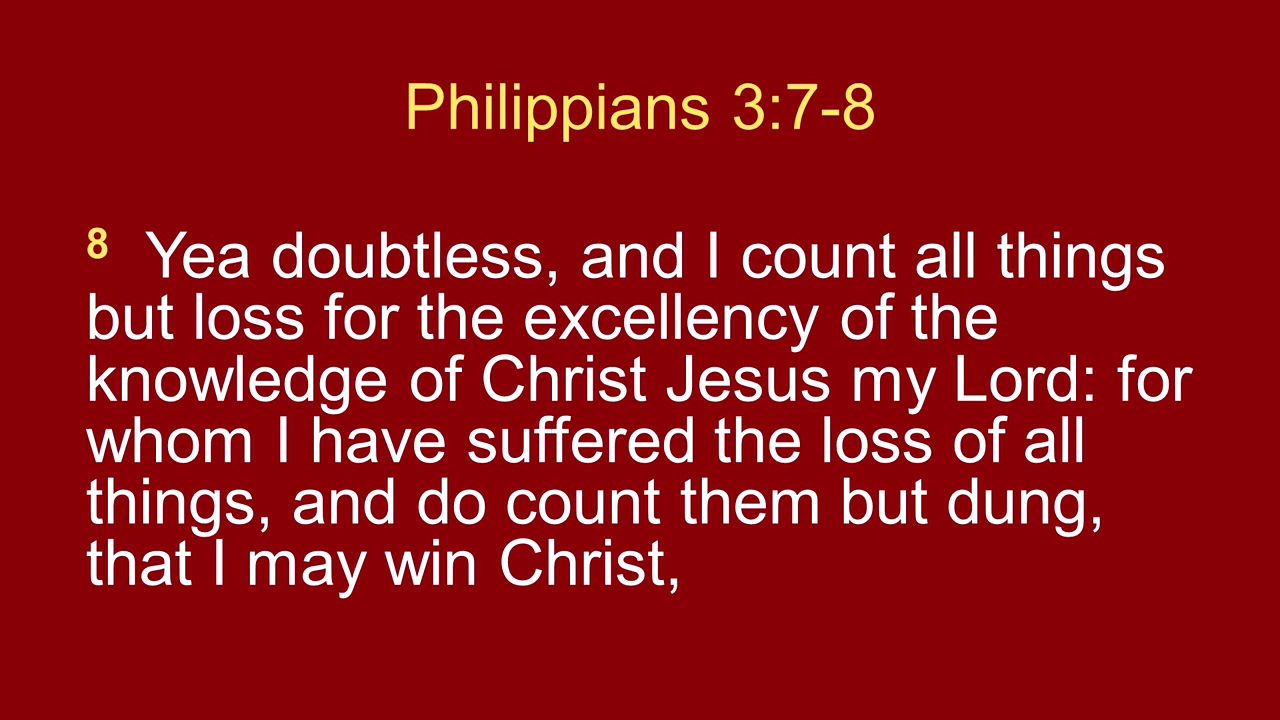 Philippians 3:7-8
8 Yea doubtless, and I count all things
but loss for the excellency of the
knowledge of Christ Jesus my Lord: for
whom I have suffered the loss of all
things, and do count them but dung,
that I may win Christ,